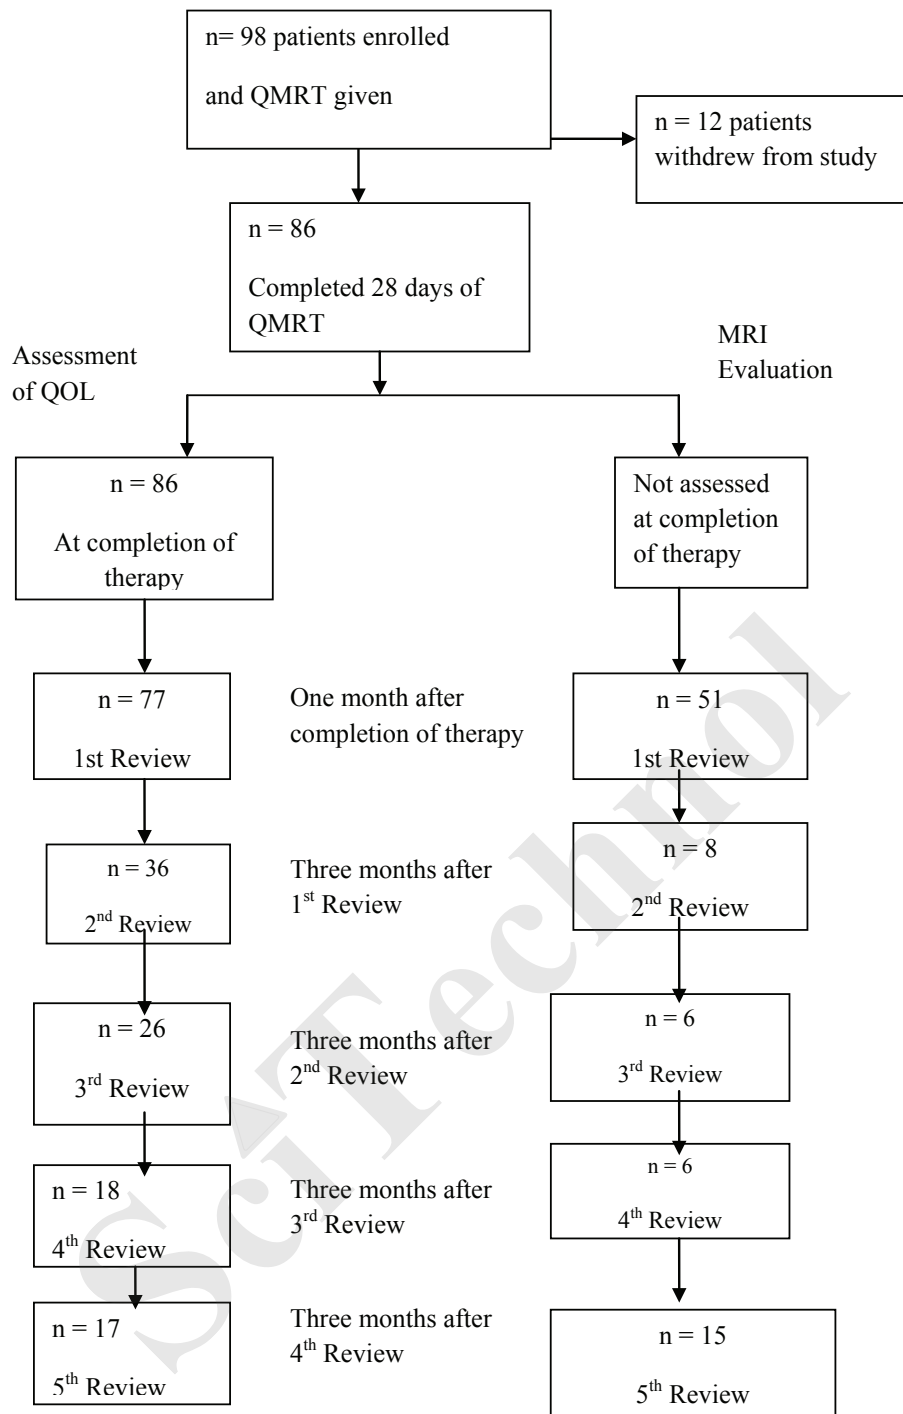 n= 98 patients enrolled
and QMRT given
n = 12 patients
withdrew from study
n = 86
Completed 28 days of
QMRT
Assessment
of QOL
MRI
Evaluation
n = 86
At completion of
therapy
Not assessed
at completion
of therapy
n = 77
1st Review
One month after
completion of therapy
n = 51
1st Review
n = 36
2nd Review
Three months after
1st Review
n = 8
2nd Review
n = 26
3rd Review
Three months after
2nd Review
n = 6
3rd Review
n = 18
4th Review
Three months after
3rd Review
n = 6
4th Review
n = 17
5th Review
Three months after
4th Review
n = 15
5th Review
SciTechnol